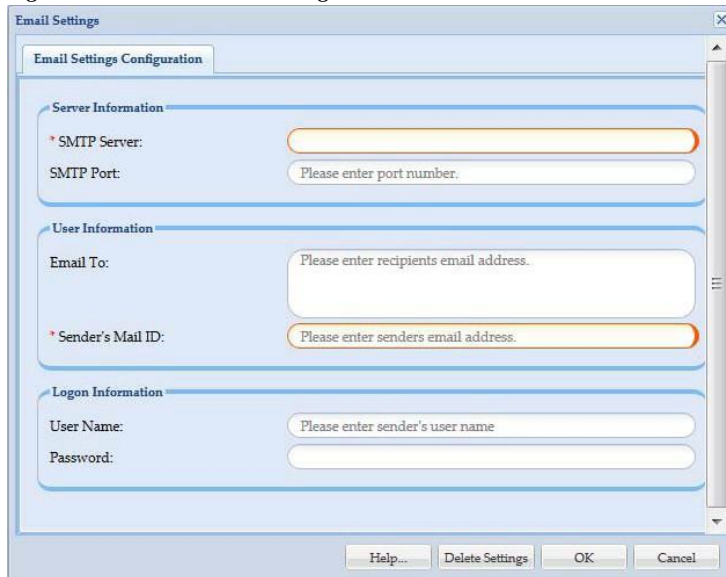 Email Settings
Email Settings Configuration
Server Information
* SMTP Server:
SMTP Port: Please enter port number.
User Information
Email To: Please enter recipients email address.
* Sender's Mail ID: Please enter senders email address.
Logon Information
User Name: Please enter sender's user name
Password:
Help... Delete Settings OK Cancel